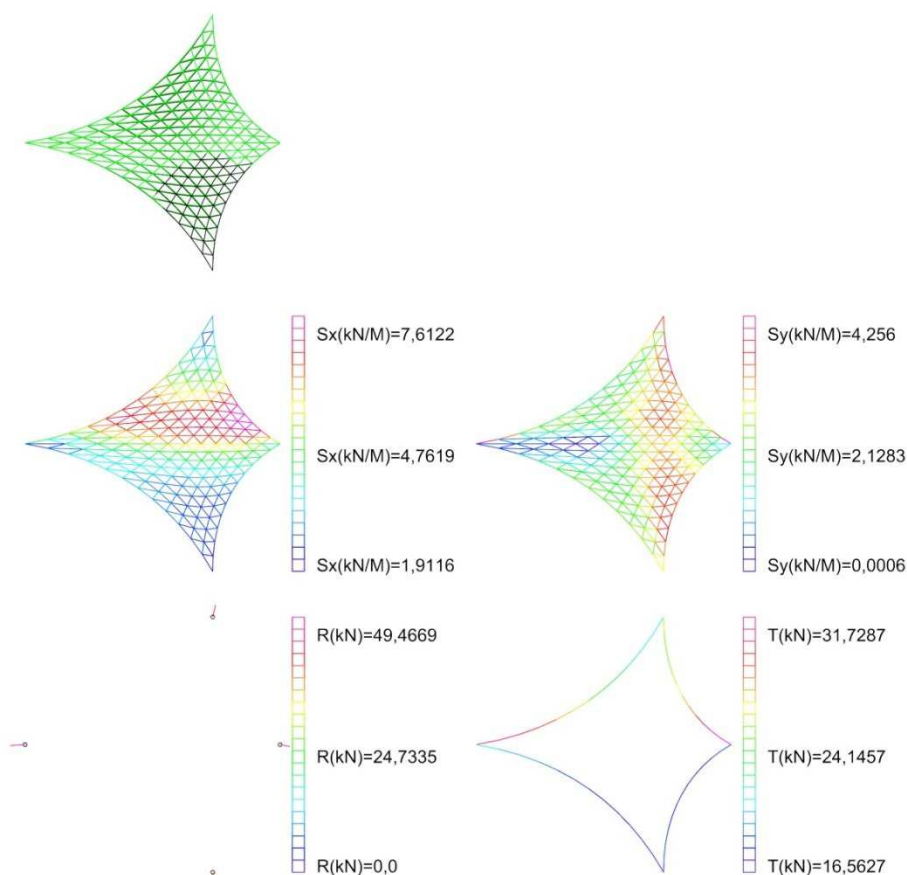 Sx(kN/M)=7,6122
Sx(kN/M)=4,7619
Sx(kN/M)=1,9116
Sy(kN/M)=4,256
Sy(kN/M)=2,1283
Sy(kN/M)=0,0006
R(kN)=49,4669
R(kN)=24,7335
R(kN)=0,0
T(kN)=31,7287
T(kN)=24,1457
T(kN)=16,5627